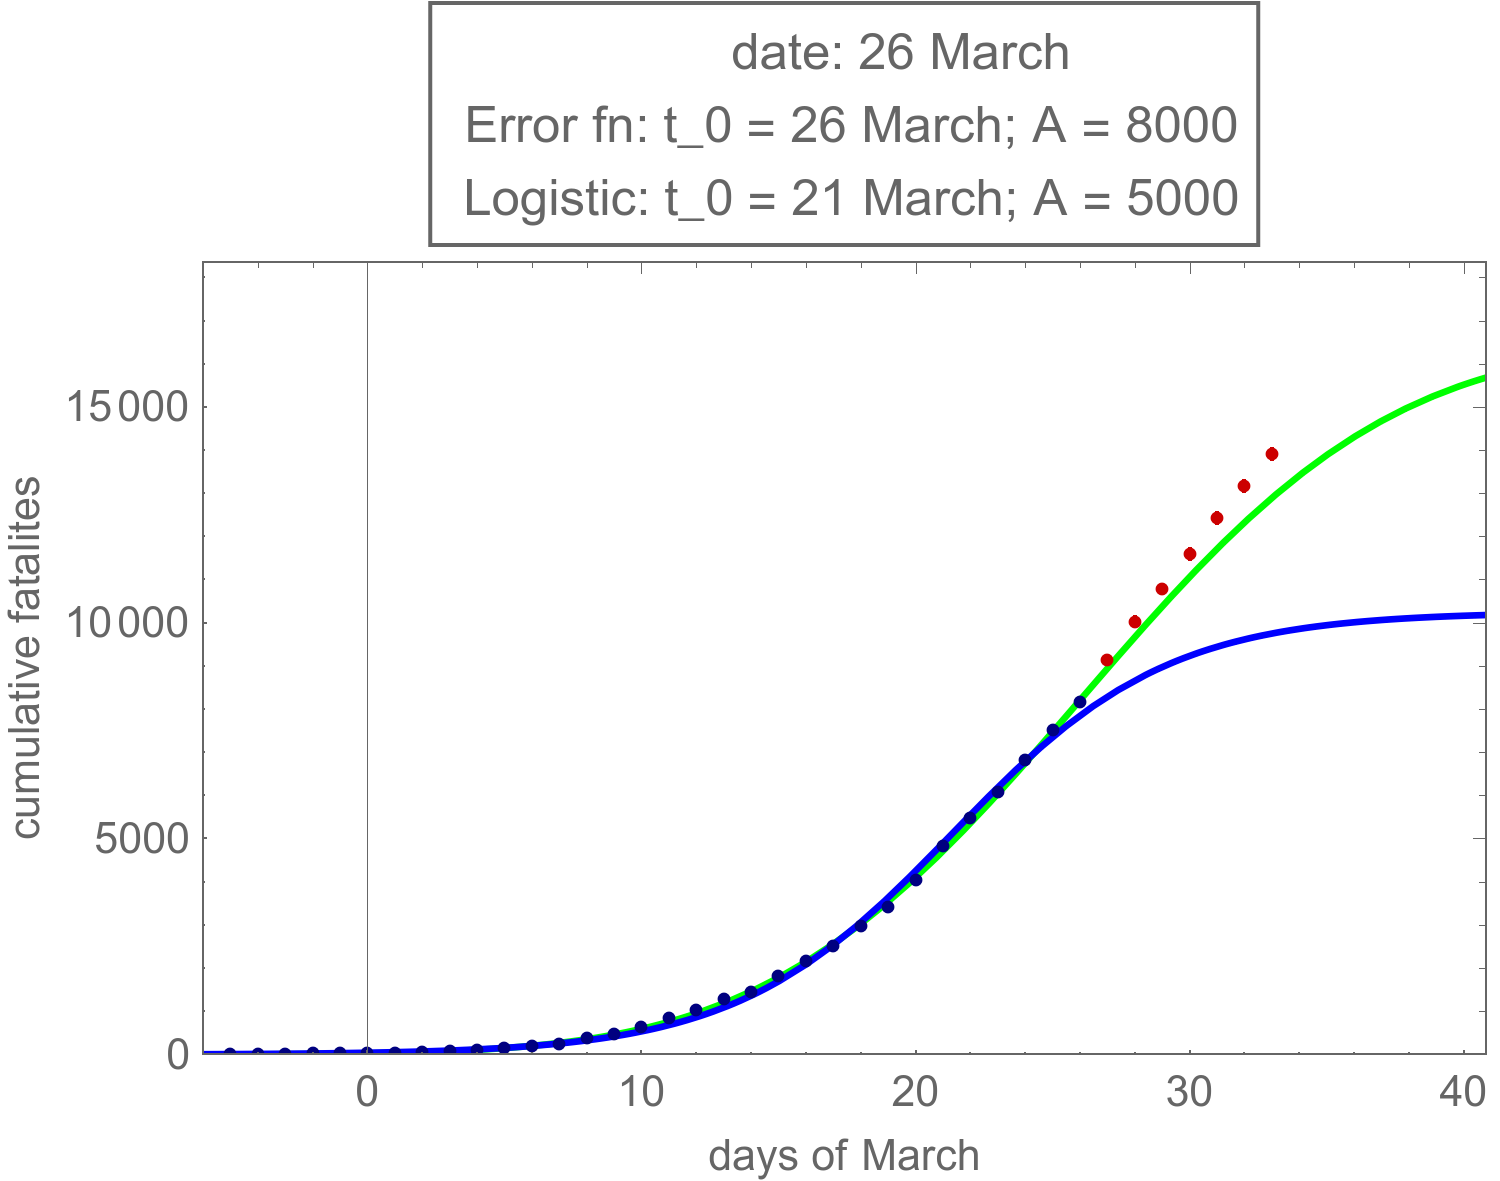 date: 26 March
Error fn: t_0 = 26 March; A = 8000
Logistic: t_0 = 21 March; A = 5000
15000
10000
5000
0
cumulative fatalites
0 10 20 30 40
days of March